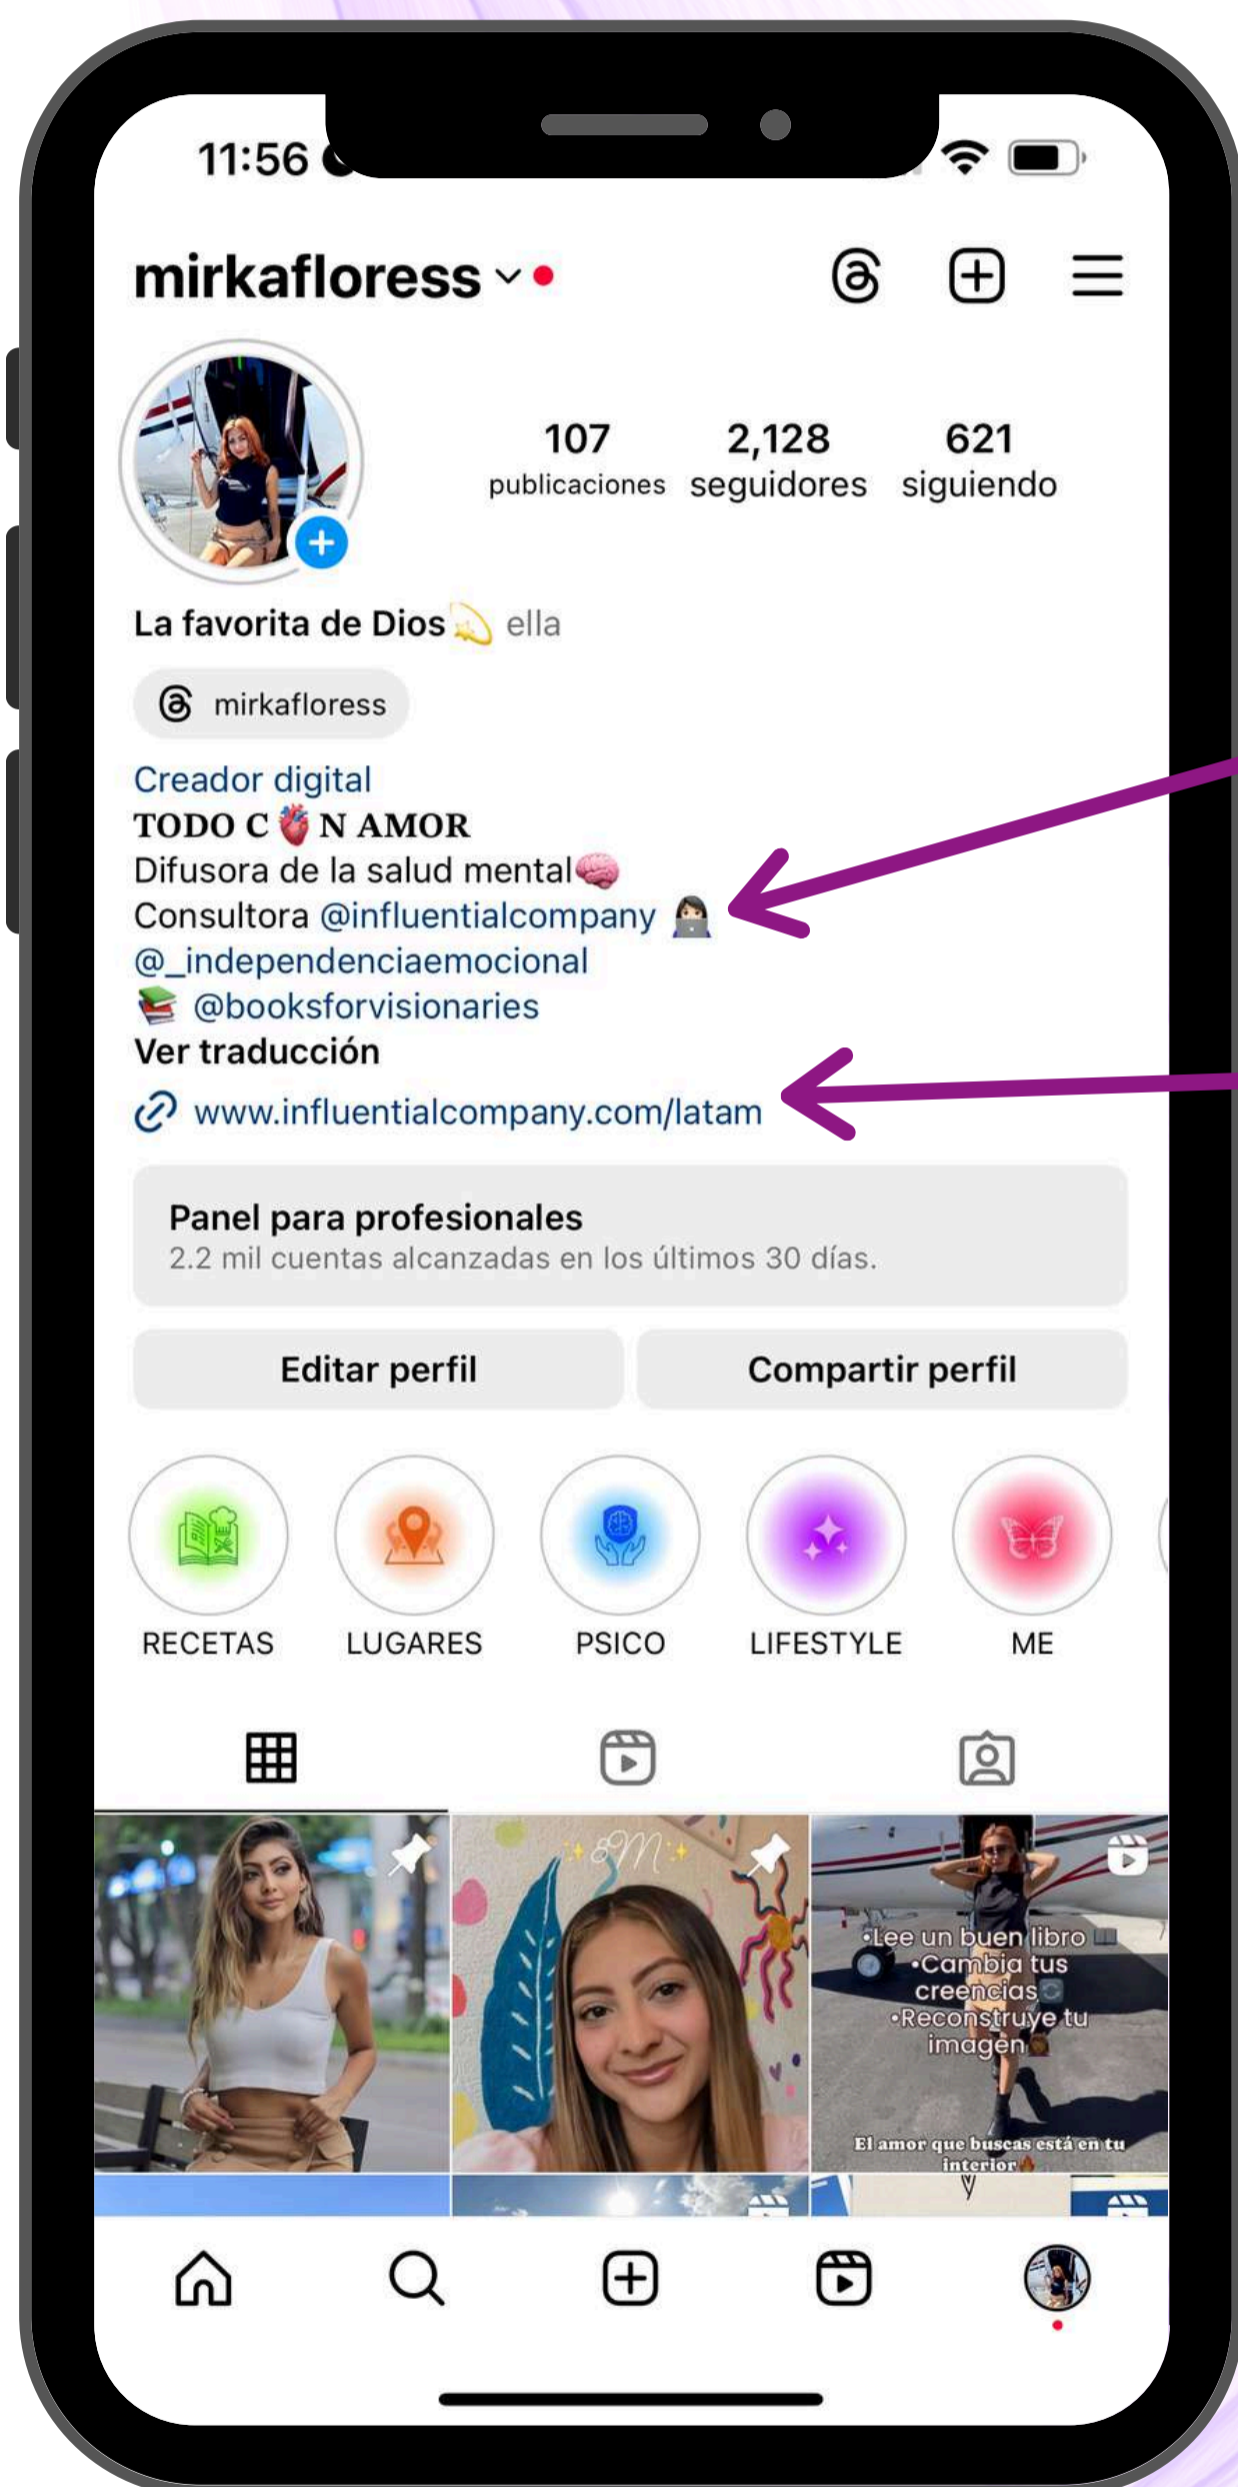 11:56
mirkafloress
107 2,128 621
publicaciones seguidores siguiendo
La favorita de Dios💫 ella
mirkafloress
Creador digital
TODO C🫀N AMOR
Difusora de la salud mental🧠
Consultora @influentialcompany 👩🏻‍💻
@_independenciaemocional
📚 @booksforvisionaries
Ver traducción
www.influentialcompany.com/latam
Panel para profesionales
2.2 mil cuentas alcanzadas en los últimos 30 días.
Editar perfil Compartir perfil
RECETAS LUGARES PSICO LIFESTYLE ME
•Lee un buen libro 📖
•Cambia tus
creencias🔄
•Reconstruye tu
imagen
El amor que buscas está en tu
interior🔥